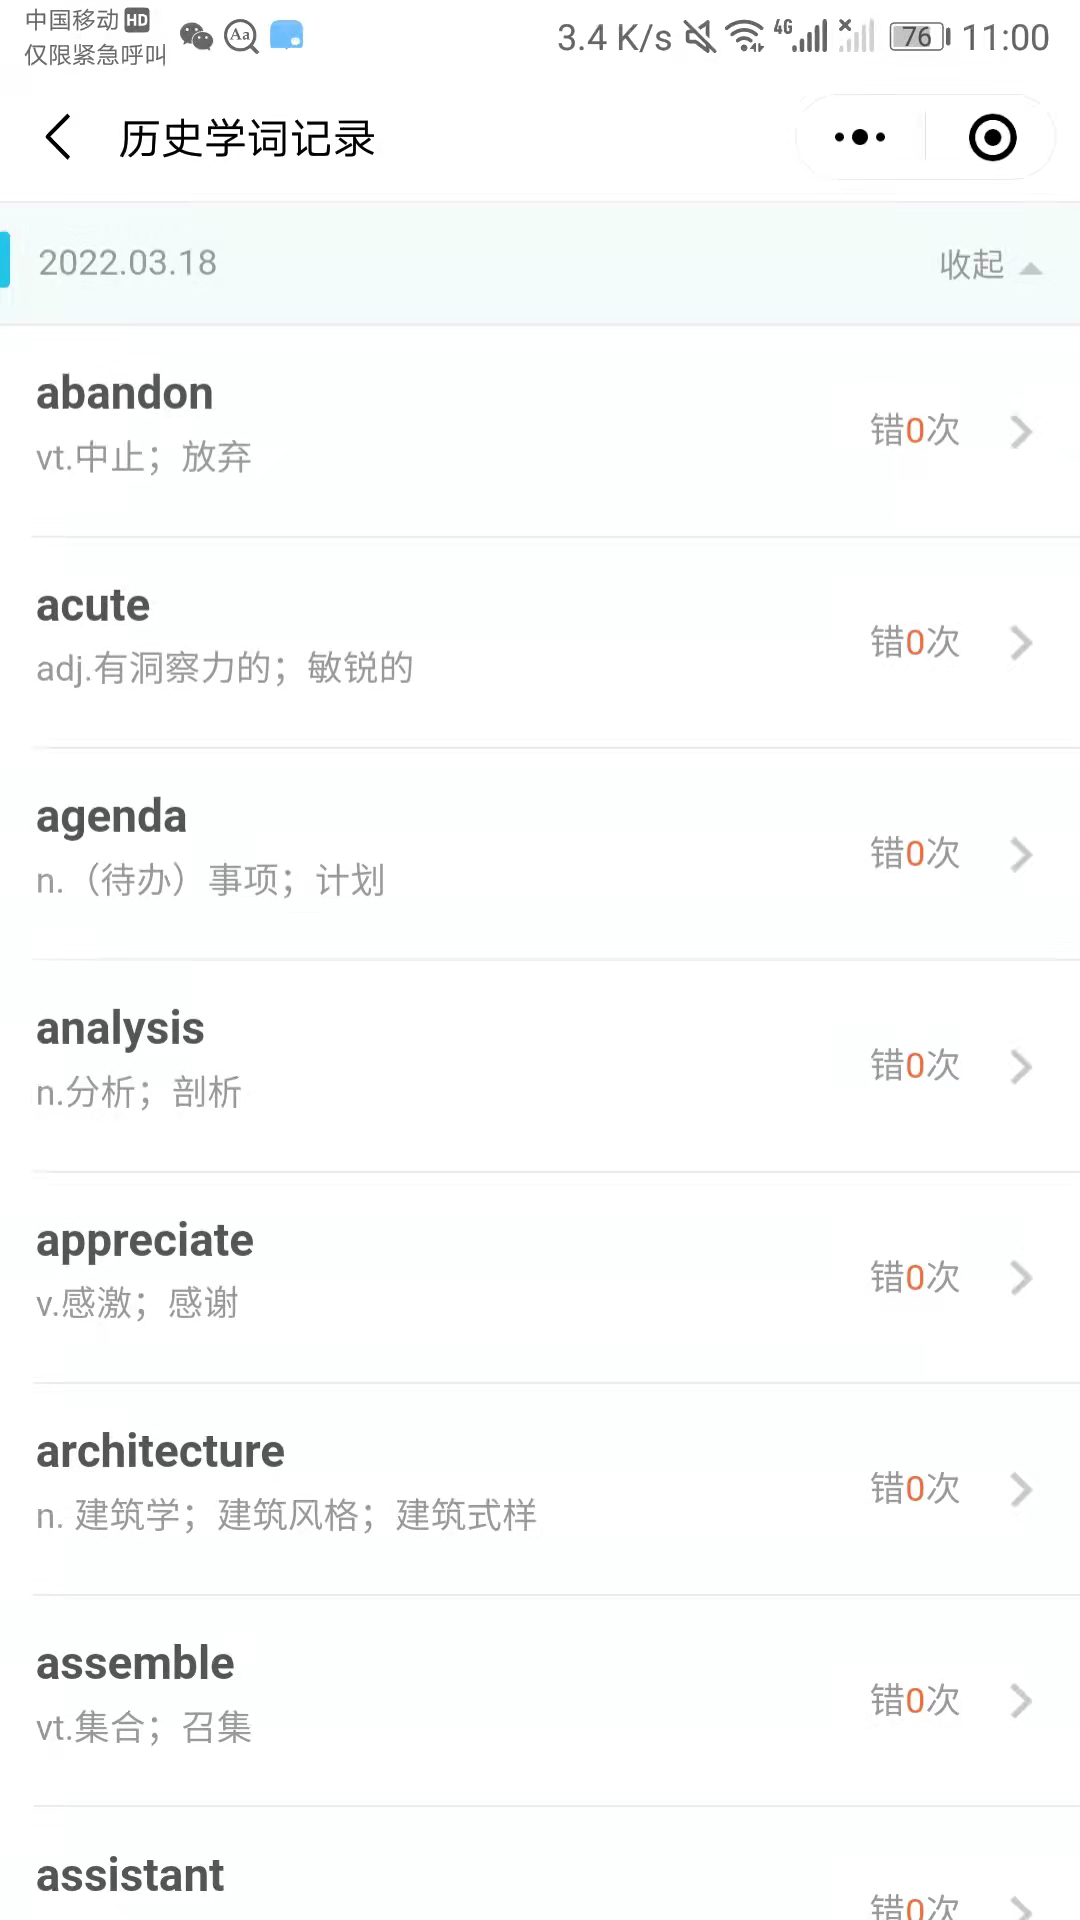 中国移动 HD
仅限紧急呼叫
Aa
3.4 K/s 4G 76 11:00
历史学词记录
2022.03.18 收起
abandon
vt.中止；放弃
错0次
acute
adj.有洞察力的；敏锐的
错0次
agenda
n.（待办）事项；计划
错0次
analysis
n.分析；剖析
错0次
appreciate
v.感激；感谢
错0次
architecture
n. 建筑学；建筑风格；建筑式样
错0次
assemble
vt.集合；召集
错0次
assistant
错0次